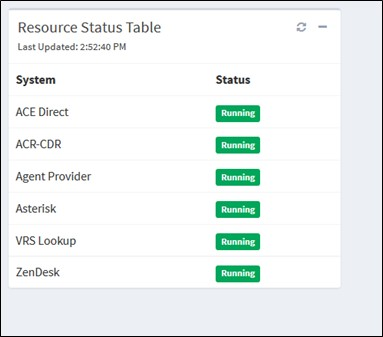 Resource Status Table
Last Updated: 2:52:40 PM
System Status
ACE Direct Running
ACR-CDR Running
Agent Provider Running
Asterisk Running
VRS Lookup Running
ZenDesk Running